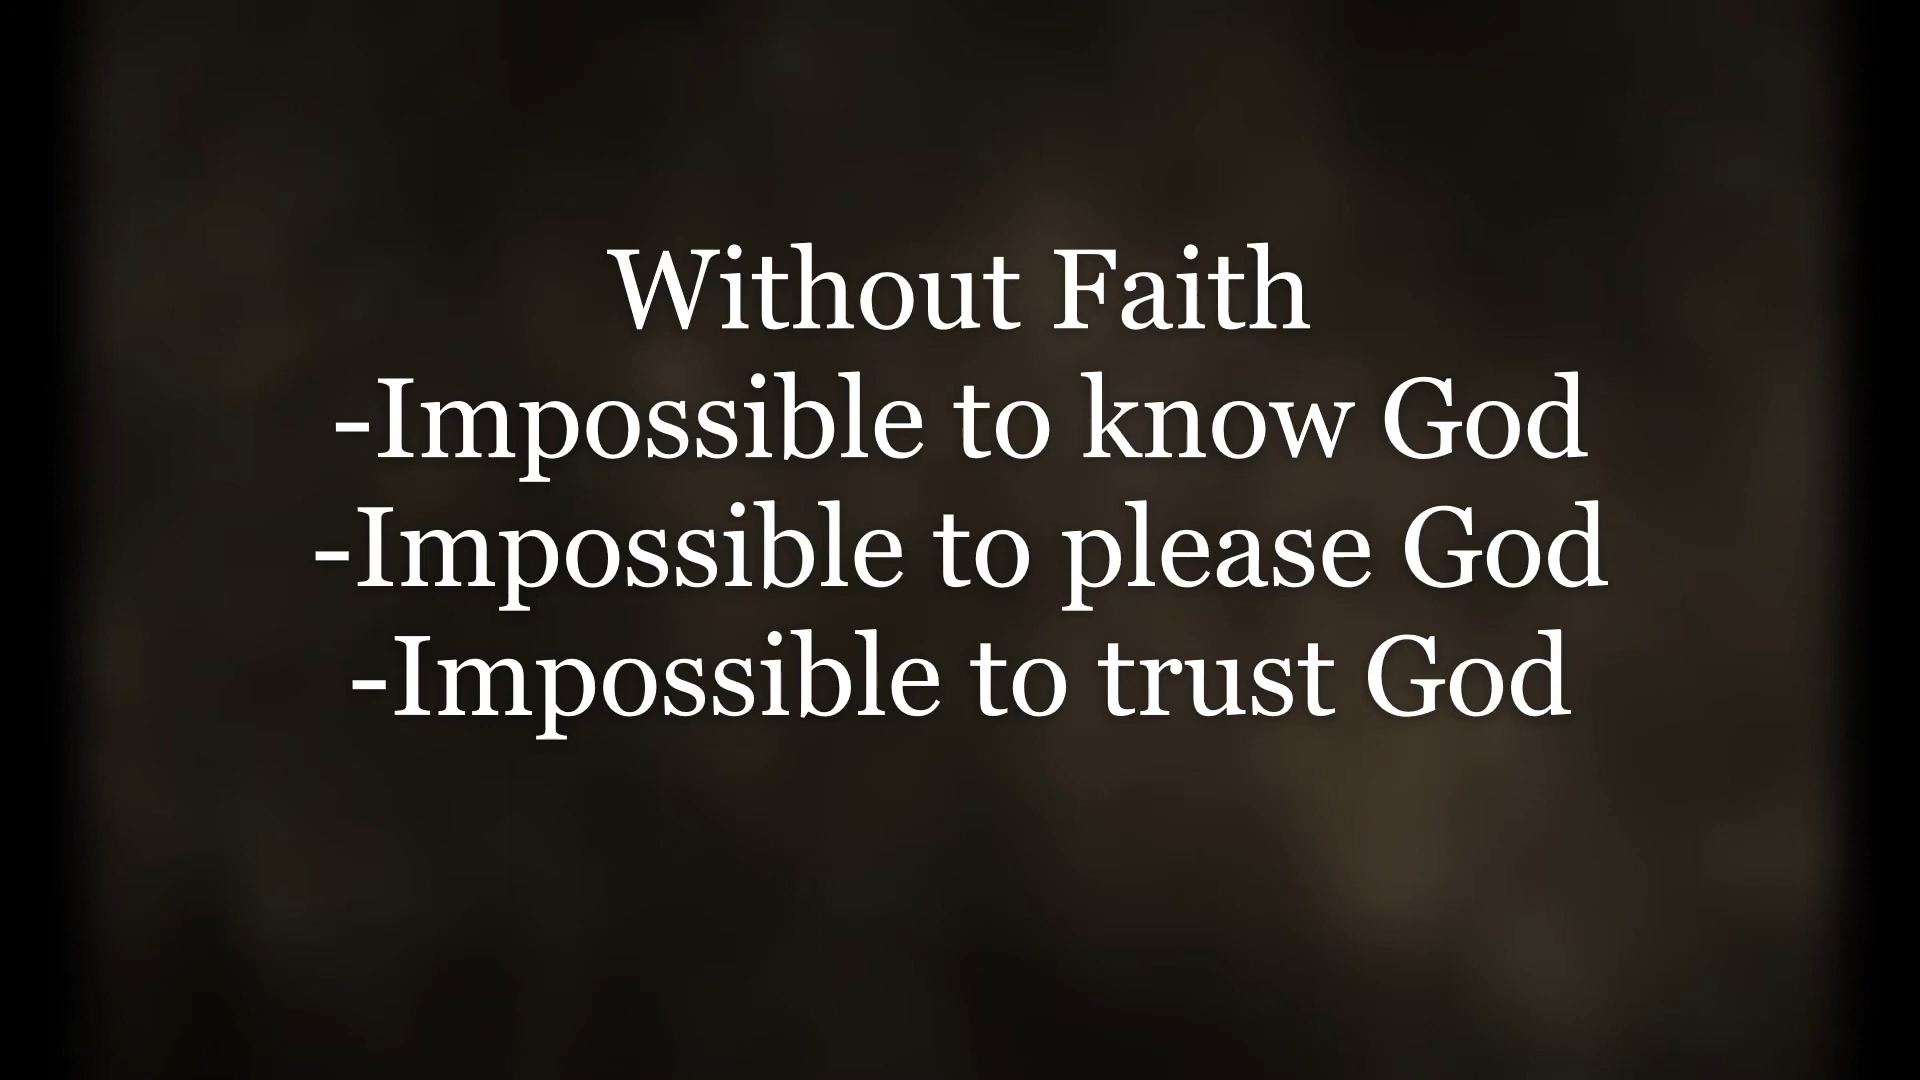 Without Faith
-Impossible to know God
-Impossible to please God
-Impossible to trust God